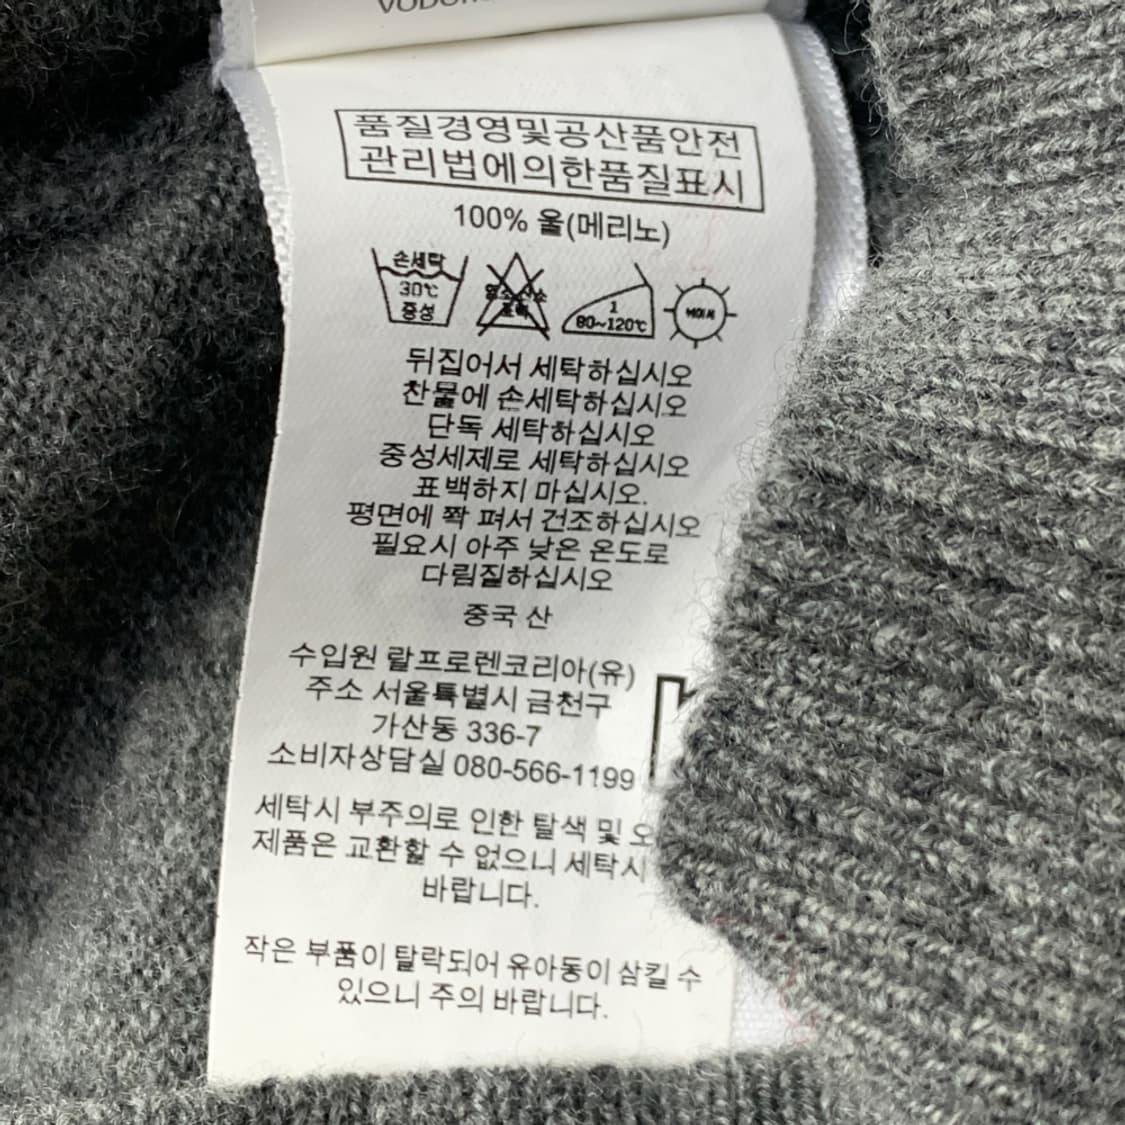 품질경영및공산품안전
관리법에의한품질표시
100% 울(메리노)
손세탁
30℃
중성
1
80~120℃
뒤집어서 세탁하십시오
찬물에 손세탁하십시오
단독 세탁하십시오
중성세제로 세탁하십시오
표백하지 마십시오.
평면에 쫙 펴서 건조하십시오
필요시 아주 낮은 온도로
다림질하십시오
중국 산
수입원 랄프로렌코리아(유)
주소 서울특별시 금천구
가산동 336-7
소비자상담실 080-566-1199
세탁시 부주의로 인한 탈색 및
제품은 교환할 수 없으니 세탁시
바랍니다.
작은 부품이 탈락되어 유아동이 삼킬 수
있으니 주의 바랍니다.